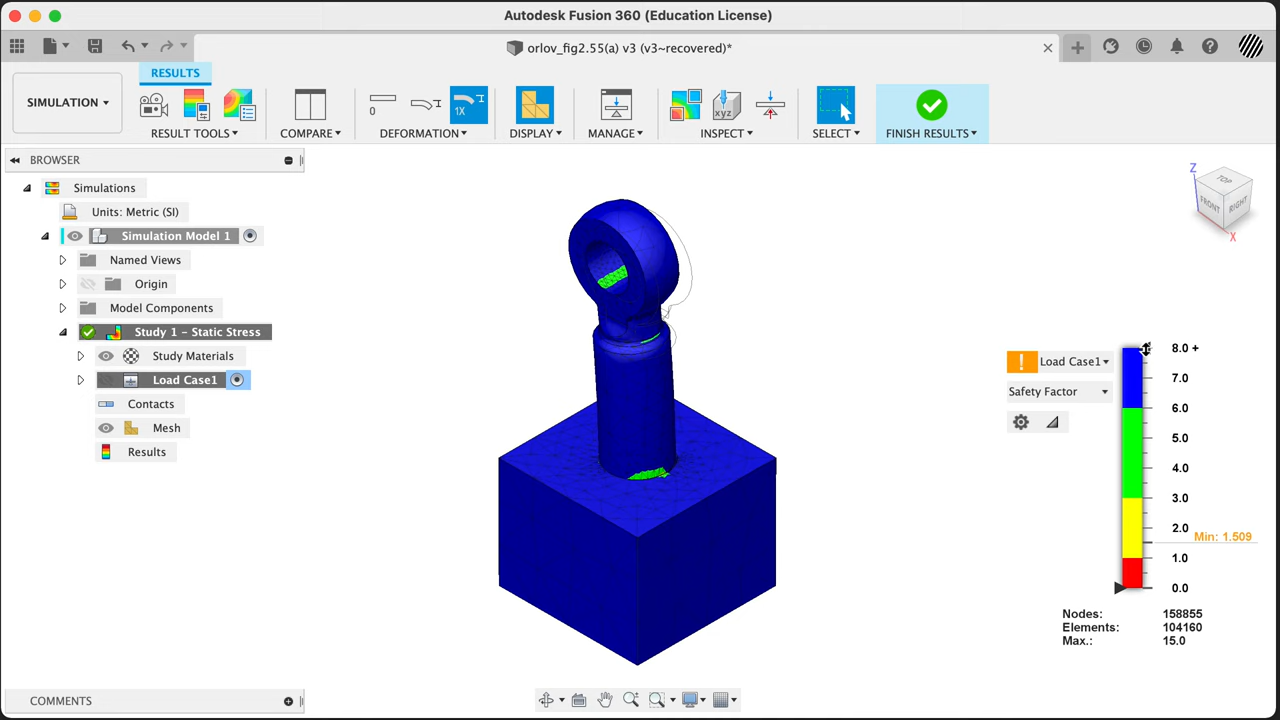 Autodesk Fusion 360 (Education License)
orlov_fig2.55(a) v3 (v3~recovered)*
RESULTS
SIMULATION
0
1X
xyz
RESULT TOOLS
COMPARE
DEFORMATION
DISPLAY
MANAGE
INSPECT
SELECT
FINISH RESULTS
BROWSER
Simulations
Units: Metric (SI)
Simulation Model 1
Named Views
Origin
Model Components
Study 1 - Static Stress
Study Materials
Load Case1
Contacts
Mesh
Results
Z
TOP
FRONT
RIGHT
X
Load Case1
Safety Factor
8.0 +
7.0
6.0
5.0
4.0
3.0
2.0
Min: 1.509
1.0
0.0
Nodes: 158855
Elements: 104160
Max.: 15.0
COMMENTS